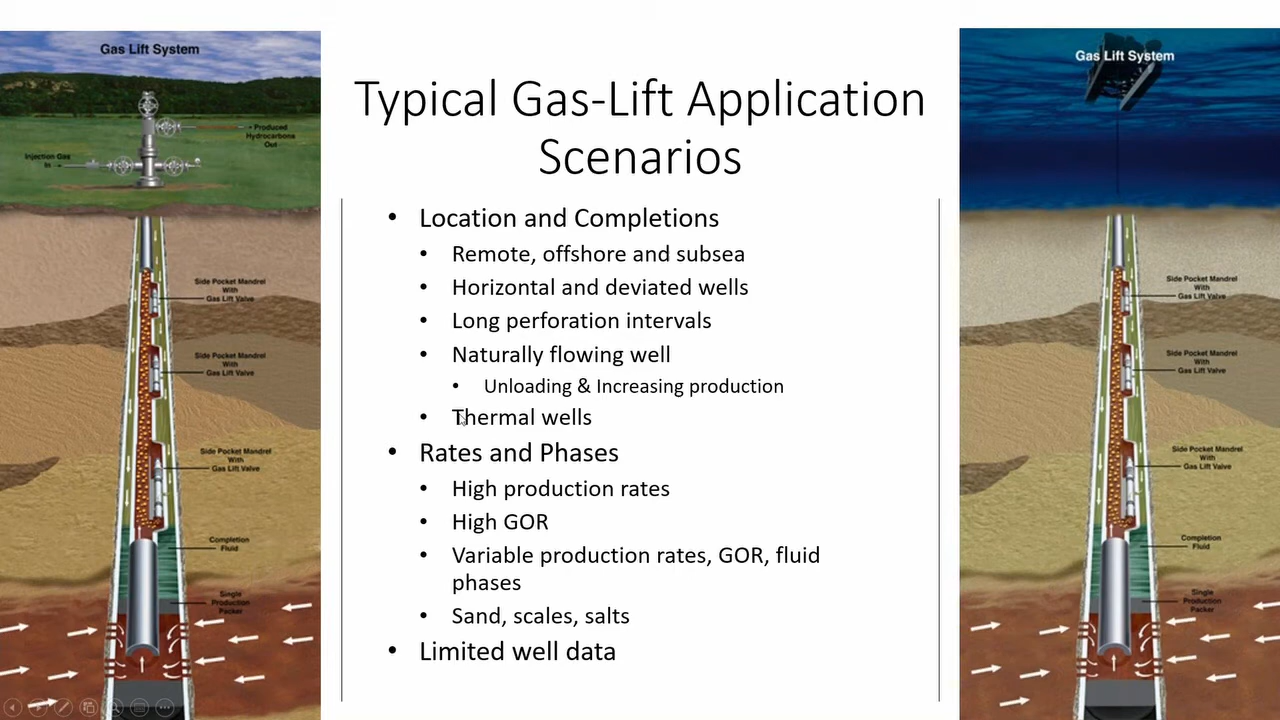 Gas Lift System
Injection Gas
In
Produced
Hydrocarbons
Out
Side Pocket Mandrel
With
Gas Lift Valve
Side Pocket Mandrel
With
Gas Lift Valve
Side Pocket Mandrel
With
Gas Lift Valve
Completion
Fluid
Single
Production
Packer
Typical Gas-Lift Application
Scenarios
• Location and Completions
• Remote, offshore and subsea
• Horizontal and deviated wells
• Long perforation intervals
• Naturally flowing well
• Unloading & Increasing production
• Thermal wells
• Rates and Phases
• High production rates
• High GOR
• Variable production rates, GOR, fluid
phases
• Sand, scales, salts
• Limited well data
Gas Lift System
Side Pocket Mandrel
With
Gas Lift Valve
Side Pocket Mandrel
With
Gas Lift Valve
Side Pocket Mandrel
With
Gas Lift Valve
Completion
Fluid
Single
Production
Packer